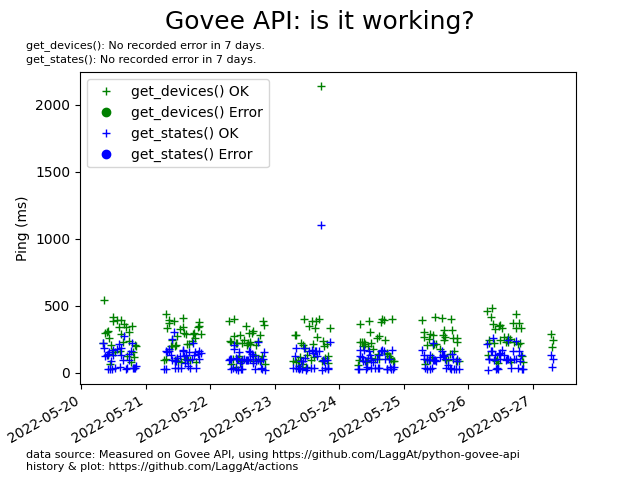 Govee API: is it working?
get_devices(): No recorded error in 7 days.
get_states(): No recorded error in 7 days.
get_devices() OK
get_devices() Error
get_states() OK
get_states() Error
Ping (ms)
2000
1500
1000
500
0
2022-05-20
2022-05-21
2022-05-22
2022-05-23
2022-05-24
2022-05-25
2022-05-26
2022-05-27
data source: Measured on Govee API, using https://github.com/LaggAt/python-govee-api
history & plot: https://github.com/LaggAt/actions